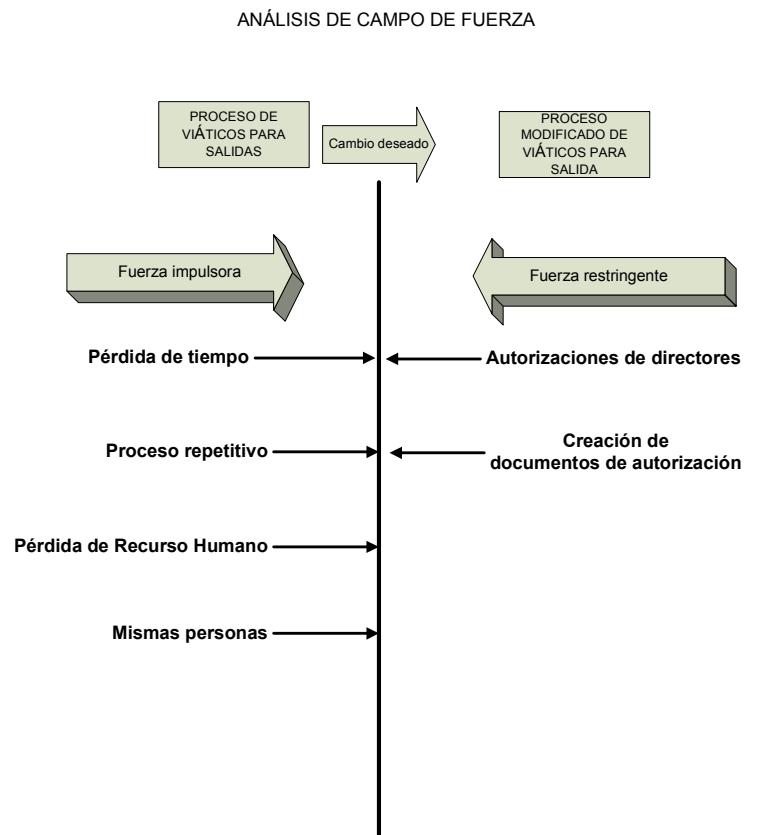 ANÁLISIS DE CAMPO DE FUERZA
PROCESO DE
VIÁTICOS PARA
SALIDAS
Cambio deseado
PROCESO
MODIFICADO DE
VIÁTICOS PARA
SALIDA
Fuerza impulsora
Fuerza restringente
Pérdida de tiempo
Autorizaciones de directores
Proceso repetitivo
Creación de
documentos de autorización
Pérdida de Recurso Humano
Mismas personas